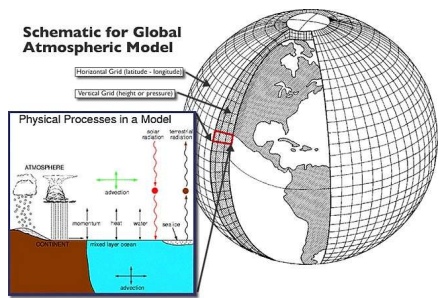 Schematic for Global
Atmospheric Model
Horizontal Grid (latitude - longitude)
Vertical Grid (height or pressure)
Physical Processes in a Model
solar
radiation
terrestrial
radiation
ATMOSPHERE
advection
momentum
heat
water
sea ice
CONTINENT
mixed layer ocean
advection